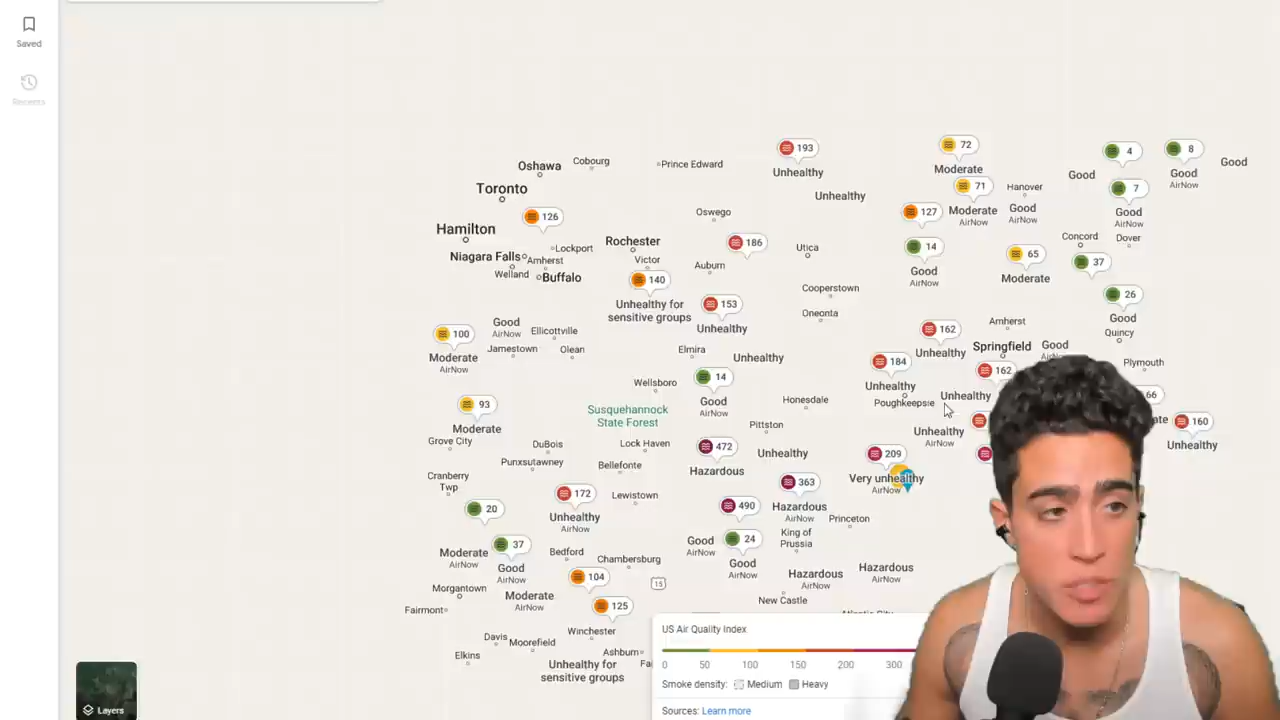 Saved
Recents
193
Unhealthy
72
Moderate
4
8
Good
Good
AirNow
Good
Oshawa
Cobourg
Prince Edward
Toronto
Unhealthy
71
Moderate
AirNow
Hanover
Good
AirNow
7
Good
AirNow
126
Oswego
127
Hamilton
Rochester
186
Utica
14
Good
AirNow
Concord
Dover
Niagara Falls
Lockport
Amherst
Victor
Auburn
65
Moderate
37
Welland
Buffalo
140
Unhealthy for
sensitive groups
Cooperstown
26
Good
Quincy
153
Unhealthy
Oneonta
Good
AirNow
Ellicottville
100
Moderate
AirNow
Jamestown
Olean
162
Unhealthy
Amherst
Springfield
Good
Elmira
Unhealthy
184
Unhealthy
Poughkeepsie
162
Unhealthy
Plymouth
Wellsboro
14
Good
AirNow
Honesdale
66
93
Moderate
Susquehannock
State Forest
Pittston
Unhealthy
AirNow
160
Unhealthy
Grove City
DuBois
Lock Haven
472
Hazardous
Unhealthy
209
Very unhealthy
AirNow
Punxsutawney
Bellefonte
Cranberry
Twp
172
Unhealthy
AirNow
Lewistown
363
Hazardous
AirNow
20
490
Princeton
37
Good
AirNow
Moderate
AirNow
Bedford
Chambersburg
Good
AirNow
24
Good
AirNow
King of
Prussia
Morgantown
104
Moderate
AirNow
15
Hazardous
AirNow
Hazardous
AirNow
Fairmont
125
New Castle
Winchester
Davis
Moorefield
Elkins
Ashburn
Unhealthy for
sensitive groups
US Air Quality Index
0 50 100 150 200 300
Smoke density: Medium Heavy
Sources: Learn more
Layers